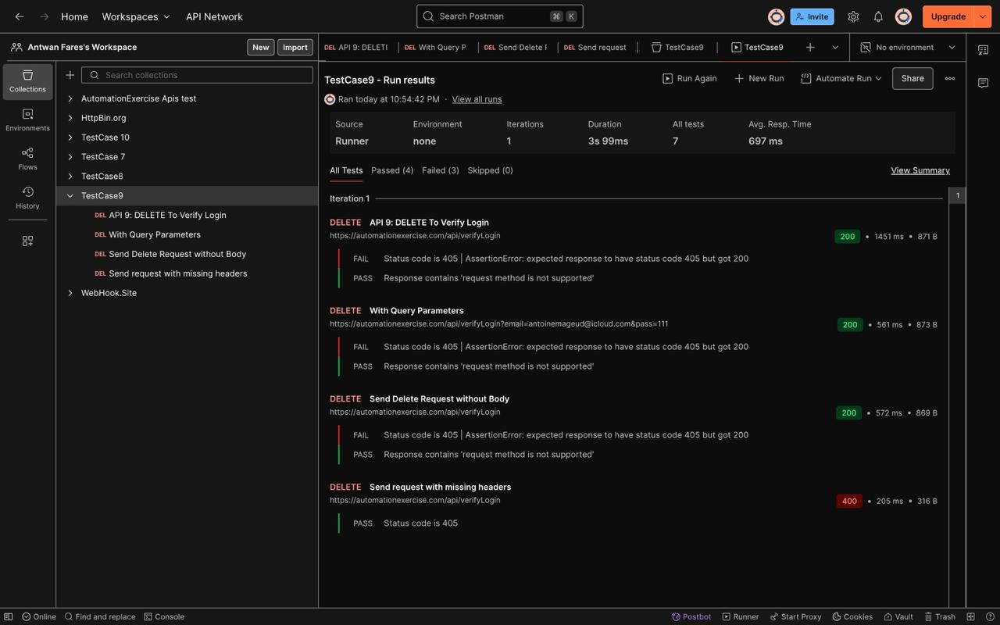 Home Workspaces API Network Search Postman ⌘ K Invite Upgrade
Antwan Fares's Workspace New Import
DEL API 9: DELETI DEL With Query P DEL Send Delete DEL Send request TestCase9 TestCase9 No environment
Collections
Environments
Flows
History
Search collections
AutomationExercise Apis test
HttpBin.org
TestCase 10
TestCase 7
TestCase8
TestCase9
DEL API 9: DELETE To Verify Login
DEL With Query Parameters
DEL Send Delete Request without Body
DEL Send request with missing headers
WebHook.Site
TestCase9 - Run results Run Again New Run Automate Run Share
Ran today at 10:54:42 PM · View all runs
Source Environment Iterations Duration All tests Avg. Resp. Time
Runner none 1 3s 99ms 7 697 ms
All Tests Passed (4) Failed (3) Skipped (0) View Summary
Iteration 1 1
DELETE API 9: DELETE To Verify Login
https://automationexercise.com/api/verifyLogin 200 • 1451 ms • 871 B
FAIL Status code is 405 | AssertionError: expected response to have status code 405 but got 200
PASS Response contains 'request method is not supported'
DELETE With Query Parameters
https://automationexercise.com/api/verifyLogin?email=antoinemageud@icloud.com&pass=111 200 • 561 ms • 873 B
FAIL Status code is 405 | AssertionError: expected response to have status code 405 but got 200
PASS Response contains 'request method is not supported'
DELETE Send Delete Request without Body
https://automationexercise.com/api/verifyLogin 200 • 572 ms • 869 B
FAIL Status code is 405 | AssertionError: expected response to have status code 405 but got 200
PASS Response contains 'request method is not supported'
DELETE Send request with missing headers
https://automationexercise.com/api/verifyLogin 400 • 205 ms • 316 B
PASS Status code is 405
Online Find and replace Console Postbot Runner Start Proxy Cookies Vault Trash